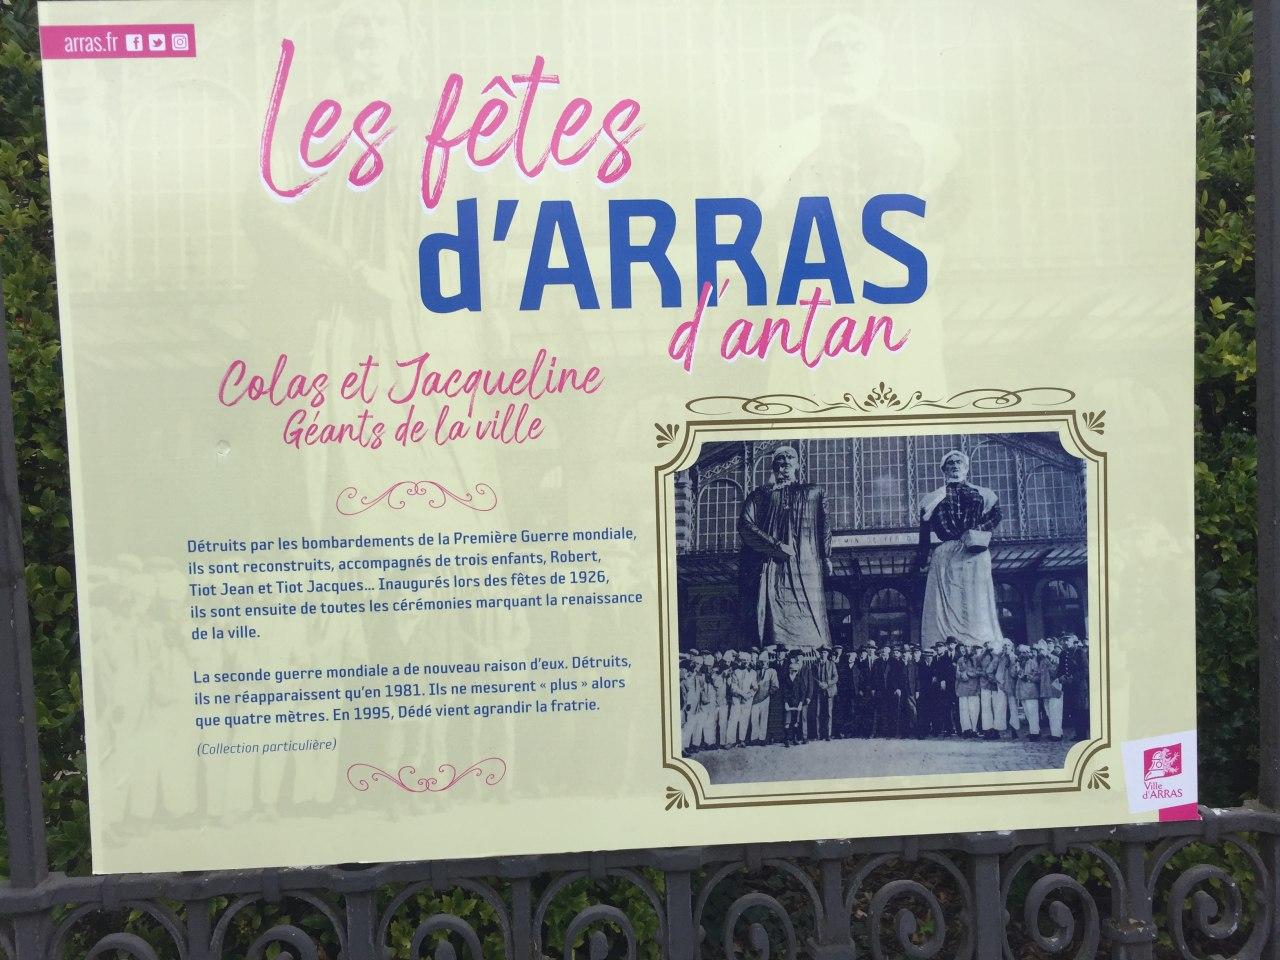 arras.fr
Les fêtes
d'ARRAS
d'antan
Colas et Jacqueline
Géants de la ville
Détruits par les bombardements de la Première Guerre mondiale,
ils sont reconstruits, accompagnés de trois enfants, Robert,
Tiot Jean et Tiot Jacques... Inaugurés lors des fêtes de 1926,
ils sont ensuite de toutes les cérémonies marquant la renaissance
de la ville.
La seconde guerre mondiale a de nouveau raison d'eux. Détruits,
ils ne réapparaissent qu'en 1981. Ils ne mesurent « plus » alors
que quatre mètres. En 1995, Dédé vient agrandir la fratrie.
(Collection particulière)
MIN DE FER D
Ville
d'ARRAS